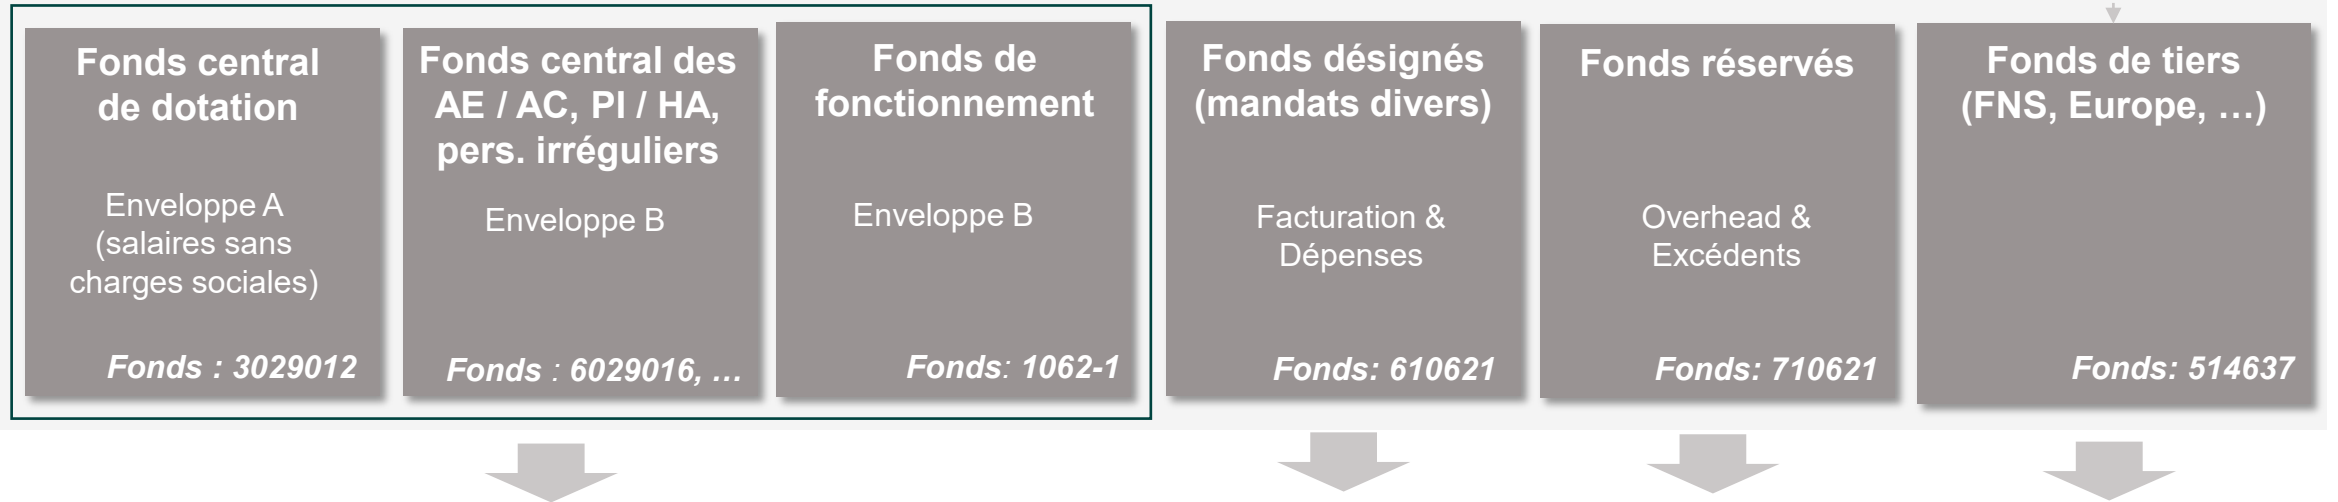 Fonds central
de dotation
Enveloppe A
(salaires sans
charges sociales)
Fonds : 3029012
Fonds central des
AE / AC, PI / HA,
pers. irréguliers
Enveloppe B
Fonds : 6029016, …
Fonds de
fonctionnement
Enveloppe B
Fonds: 1062-1
Fonds désignés
(mandats divers)
Facturation &
Dépenses
Fonds: 610621
Fonds réservés
Overhead &
Excédents
Fonds: 710621
Fonds de tiers
(FNS, Europe, …)
Fonds: 514637